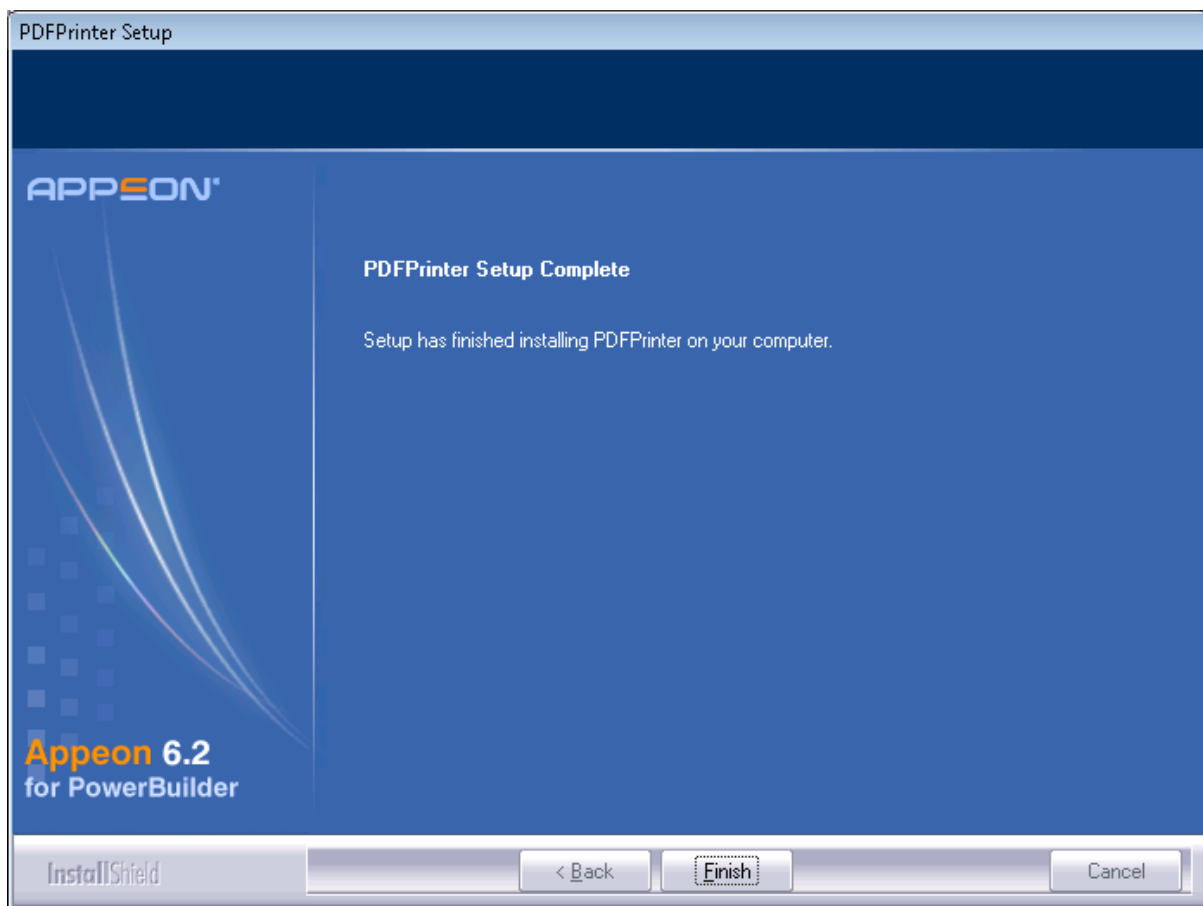 PDFPrinter Setup
APPEON
PDFPrinter Setup Complete
Setup has finished installing PDFPrinter on your computer.
Appeon 6.2
for PowerBuilder
InstallShield
< Back
Finish
Cancel